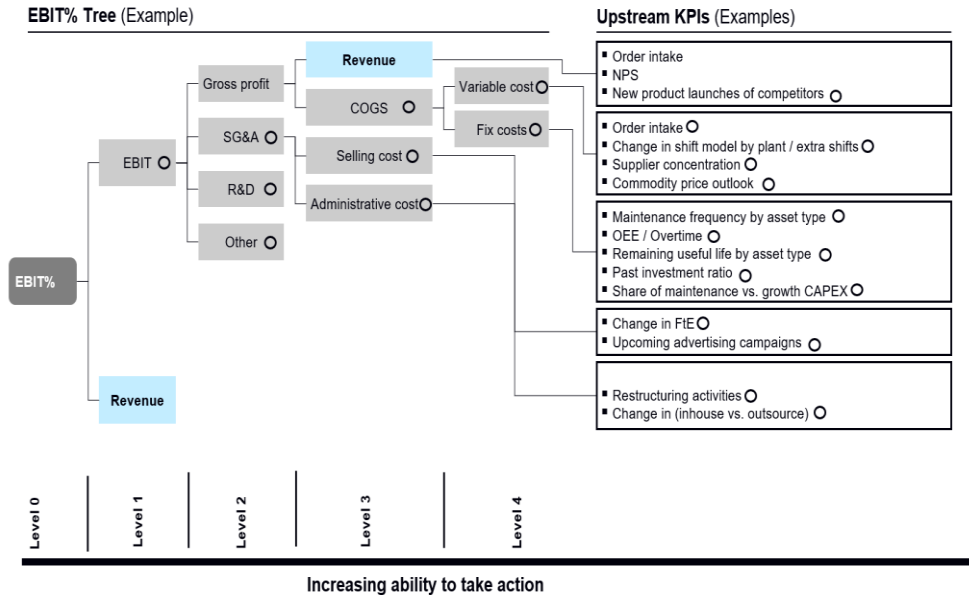 EBIT% Tree (Example)
Upstream KPIs (Examples)
EBIT%
EBIT
Revenue
Gross profit
SG&A
R&D
Other
Revenue
COGS
Selling cost
Administrative cost
Variable cost
Fix costs
▪ Order intake
▪ NPS
▪ New product launches of competitors
▪ Order intake
▪ Change in shift model by plant / extra shifts
▪ Supplier concentration
▪ Commodity price outlook
▪ Maintenance frequency by asset type
▪ OEE / Overtime
▪ Remaining useful life by asset type
▪ Past investment ratio
▪ Share of maintenance vs. growth CAPEX
▪ Change in FtE
▪ Upcoming advertising campaigns
▪ Restructuring activities
▪ Change in (inhouse vs. outsource)
Level 0
Level 1
Level 2
Level 3
Level 4
Increasing ability to take action